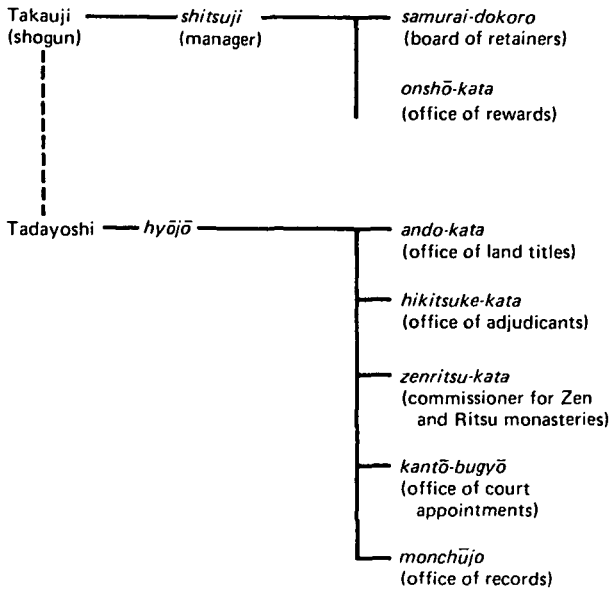 Takauji
(shogun)
shitsuji
(manager)
samurai-dokoro
(board of retainers)
onshō-kata
(office of rewards)
Tadayoshi
hyōjō
ando-kata
(office of land titles)
hikitsuke-kata
(office of adjudicants)
zenritsu-kata
(commissioner for Zen
and Ritsu monasteries)
kantō-bugyō
(office of court
appointments)
monchūjo
(office of records)